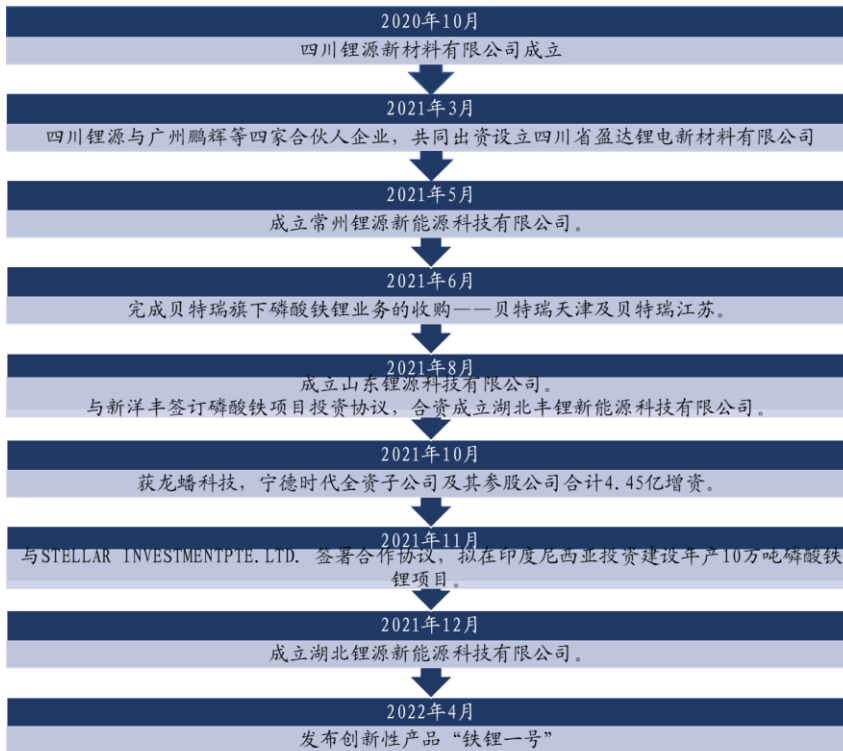 2020年10月
四川锂源新材料有限公司成立
2021年3月
四川锂源与广州鹏辉等四家合伙人企业，共同出资设立四川省盈达锂电新材料有限公司
2021年5月
成立常州锂源新能源科技有限公司。
2021年6月
完成贝特瑞旗下磷酸铁锂业务的收购——贝特瑞天津及贝特瑞江苏。
2021年8月
成立山东锂源科技有限公司。
与新洋丰签订磷酸铁项目投资协议，合资成立湖北丰锂新能源科技有限公司。
2021年10月
获龙蟠科技，宁德时代全资子公司及其参股公司合计4.45亿增资。
2021年11月
与STELLAR INVESTMENTPTE.LTD. 签署合作协议，拟在印度尼西亚投资建设年产10万吨磷酸铁
锂项目。
2021年12月
成立湖北锂源新能源科技有限公司。
2022年4月
发布创新性产品“铁锂一号”